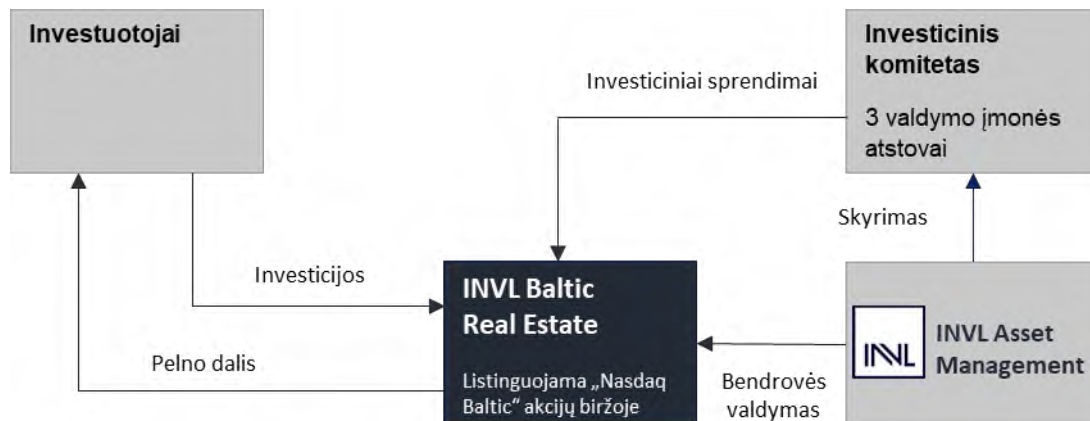 Investuotojai
Investicinis
komitetas
3 valdymo įmonės
atstovai
Investiciniai sprendimai
Skyrimas
Investicijos
Pelno dalis
INVL Baltic
Real Estate
Listinguojama „Nasdaq
Baltic“ akcijų biržoje
Bendrovės
valdymas
INVL
INVL Asset
Management